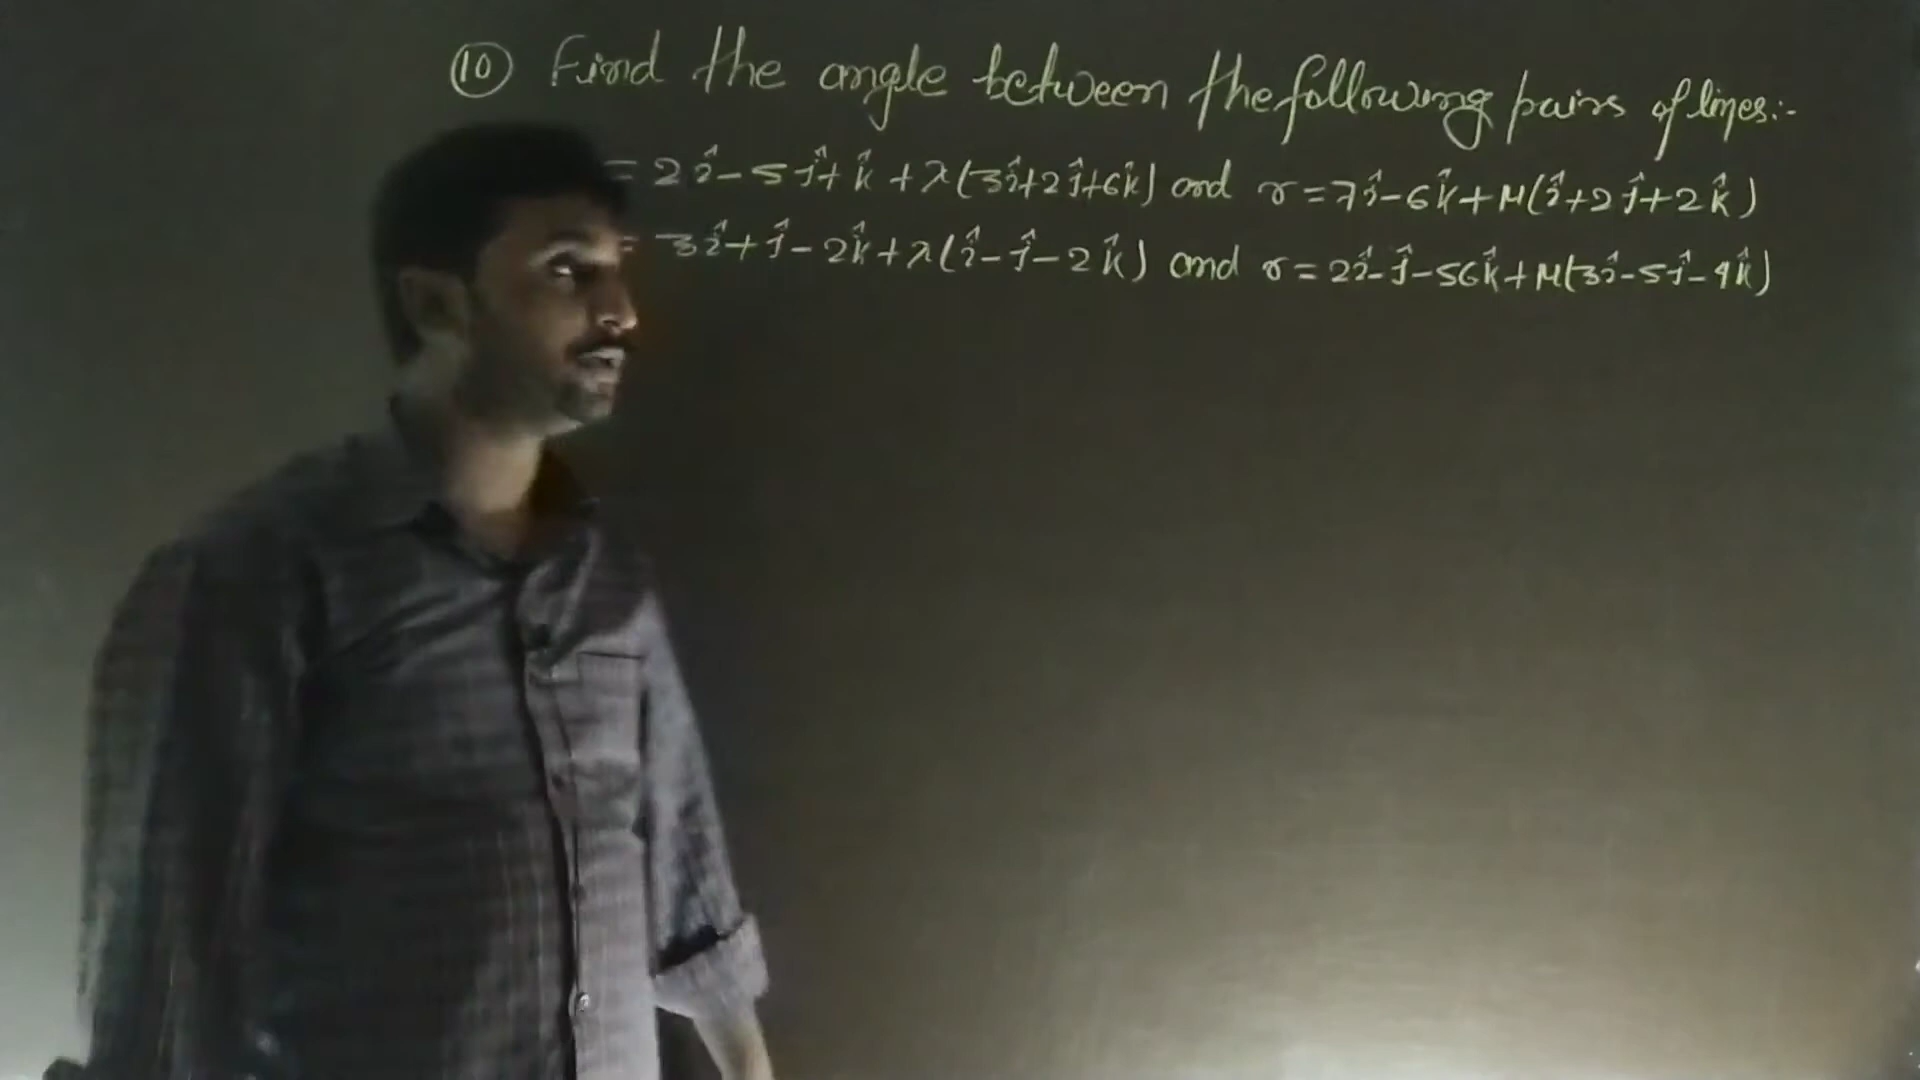 10 Find the angle between the following pairs of lines:-
= 2î-5ĵ+k̂+λ(3î+2ĵ+6k̂) and r=7î-6k̂+μ(î+2ĵ+2k̂)
= 3î+ĵ-2k̂+λ(î-ĵ-2k̂) and r=2î-ĵ-56k̂+μ(3î-5ĵ-4k̂)